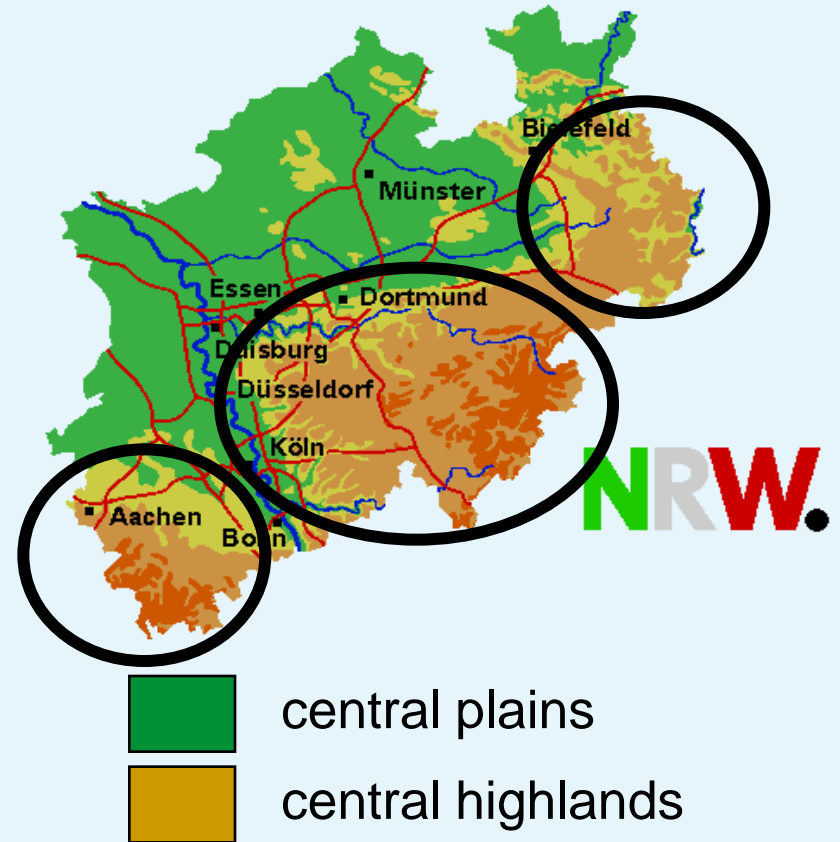 Bielefeld
Münster
Essen
Dortmund
Duisburg
Düsseldorf
Köln
Aachen
Bonn
NRW.
central plains
central highlands